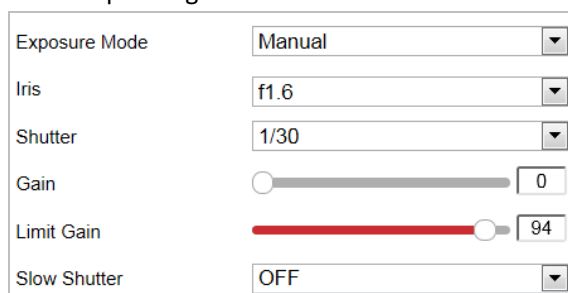 Exposure Mode Manual
Iris f1.6
Shutter 1/30
Gain 0
Limit Gain 94
Slow Shutter OFF